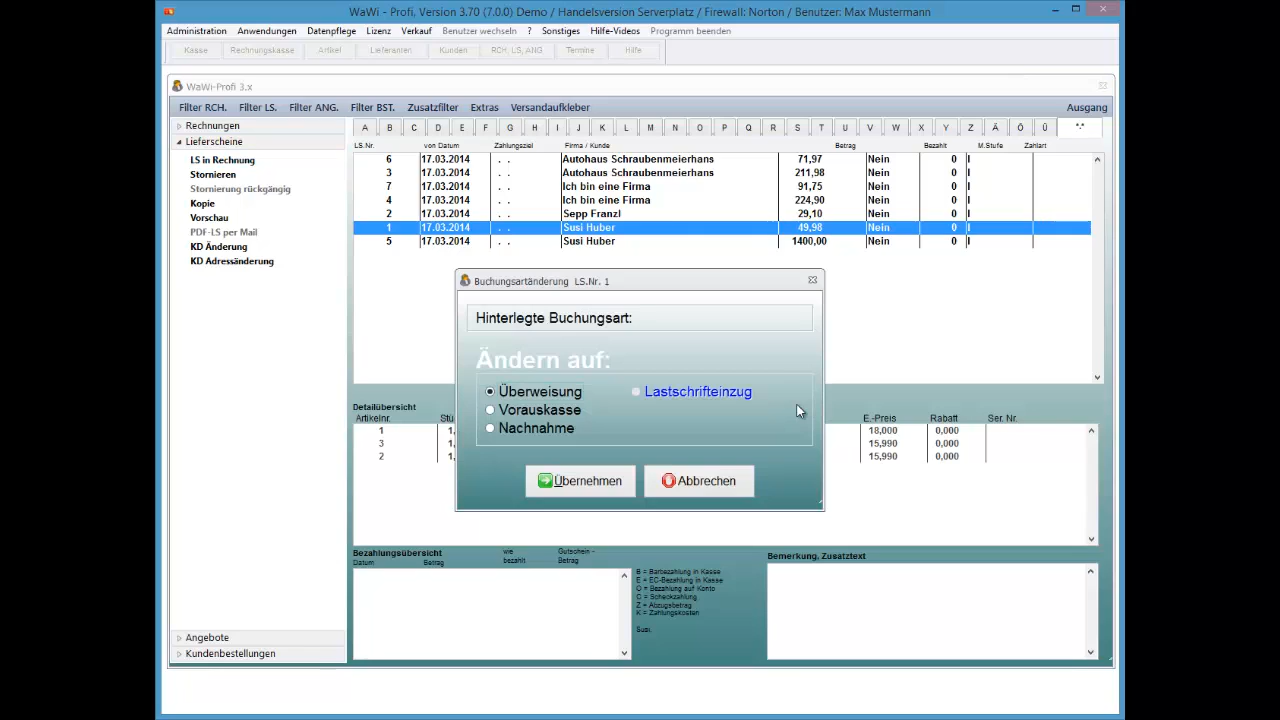 WaWi - Profi, Version 3.70 (7.0.0) Demo / Handelsversion Serverplatz / Firewall: Norton / Benutzer: Max Mustermann
Administration Anwendungen Datenpflege Lizenz Verkauf Benutzer wechseln ? Sonstiges Hilfe-Videos Programm beenden
Kasse Rechnungskasse Artikel Lieferanten Kunden RCH, LS, ANG Termine Hilfe
WaWi-Profi 3.x
Filter RCH. Filter LS. Filter ANG. Filter BST. Zusatzfilter Extras Versandaufkleber Ausgang
Rechnungen
Lieferscheine
LS in Rechnung
Stornieren
Stornierung rückgängig
Kopie
Vorschau
PDF-LS per Mail
KD Änderung
KD Adressänderung
Angebote
Kundenbestellungen
A B C D E F G H I J K L M N O P Q R S T U V W X Y Z Ä Ö Ü *.*
LS.Nr. von Datum Zahlungsziel Firma / Kunde Betrag Bezahlt M.Stufe Zahlart
6 17.03.2014 . . Autohaus Schraubenmeierhans 71,97 Nein 0 I
3 17.03.2014 . . Autohaus Schraubenmeierhans 211,98 Nein 0 I
7 17.03.2014 . . Ich bin eine Firma 91,75 Nein 0 I
4 17.03.2014 . . Ich bin eine Firma 224,90 Nein 0 I
2 17.03.2014 . . Sepp Franzl 29,10 Nein 0 I
1 17.03.2014 . . Susi Huber 49,98 Nein 0 I
5 17.03.2014 . . Susi Huber 1400,00 Nein 0 I
Buchungsartänderung LS.Nr. 1
Hinterlegte Buchungsart:
Ändern auf:
Überweisung Lastschrifteinzug
Vorauskasse
Nachnahme
Übernehmen Abbrechen
Detailübersicht
Artikelnr. Stü E.-Preis Rabatt Ser. Nr.
1 1, 18,000 0,000
3 1, 15,990 0,000
2 1, 15,990 0,000
Bezahlungsübersicht wie bezahlt Gutschein - Betrag
Datum Betrag
B = Barbezahlung in Kasse
E = EC-Bezahlung in Kasse
O = Bezahlung auf Konto
C = Scheckzahlung
Z = Abzugsbetrag
K = Zahlungskosten
Susi.
Bemerkung, Zusatztext